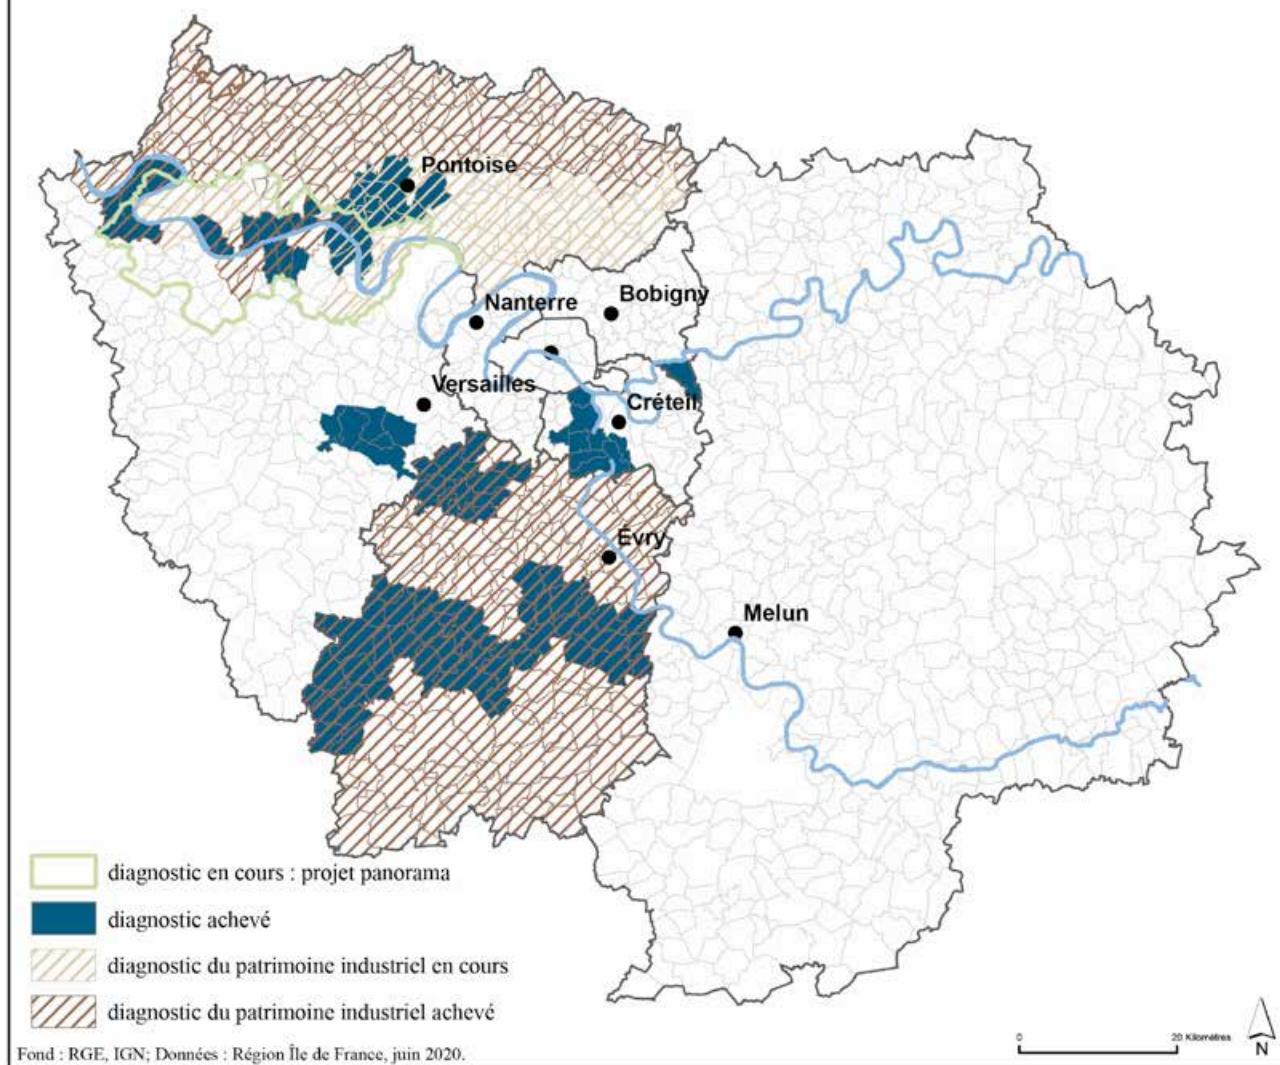 Pontoise
Nanterre
Bobigny
Versailles
Créteil
Évry
Melun
diagnostic en cours : projet panorama
diagnostic achevé
diagnostic du patrimoine industriel en cours
diagnostic du patrimoine industriel achevé
Fond : RGE, IGN; Données : Région Île de France, juin 2020.
0 20 Kilomètres
N